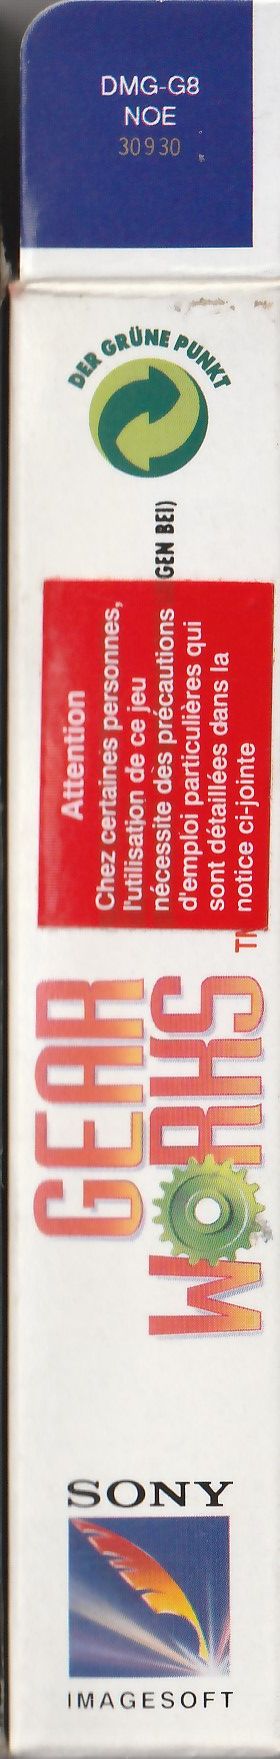 DMG-G8
NOE
30930
DER GRÜNE PUNKT
GEN BEI)
Attention
Chez certaines personnes,
l'utilisation de ce jeu
nécessite des précautions
d'emploi particulières qui
sont détaillées dans la
notice ci-jointe
GEAR
WORKS
SONY
IMAGESOFT